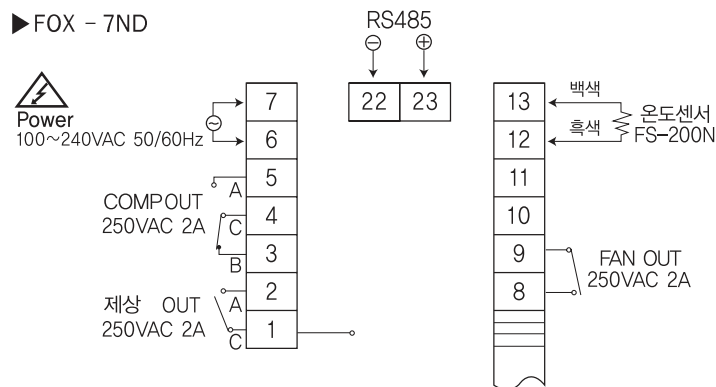 ▶FOX - 7ND
RS485
⊖ ⊕
22 23
Power
100~240VAC 50/60Hz
7
6
5
4
3
2
1
COMPOUT
250VAC 2A
A
C
B
제상 OUT
250VAC 2A
A
C
13
12
11
10
9
8
백색
흑색
온도센서
FS-200N
FAN OUT
250VAC 2A